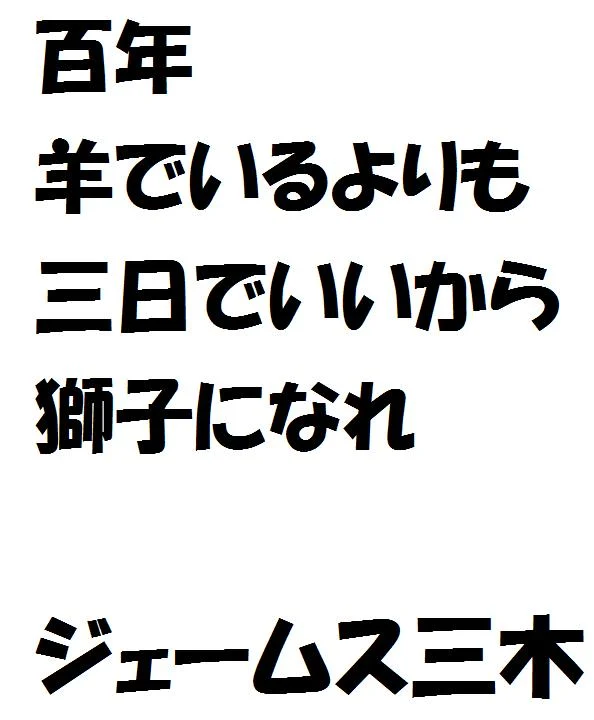 百年
羊でいるよりも
三日でいいから
獅子になれ
ジェームス三木